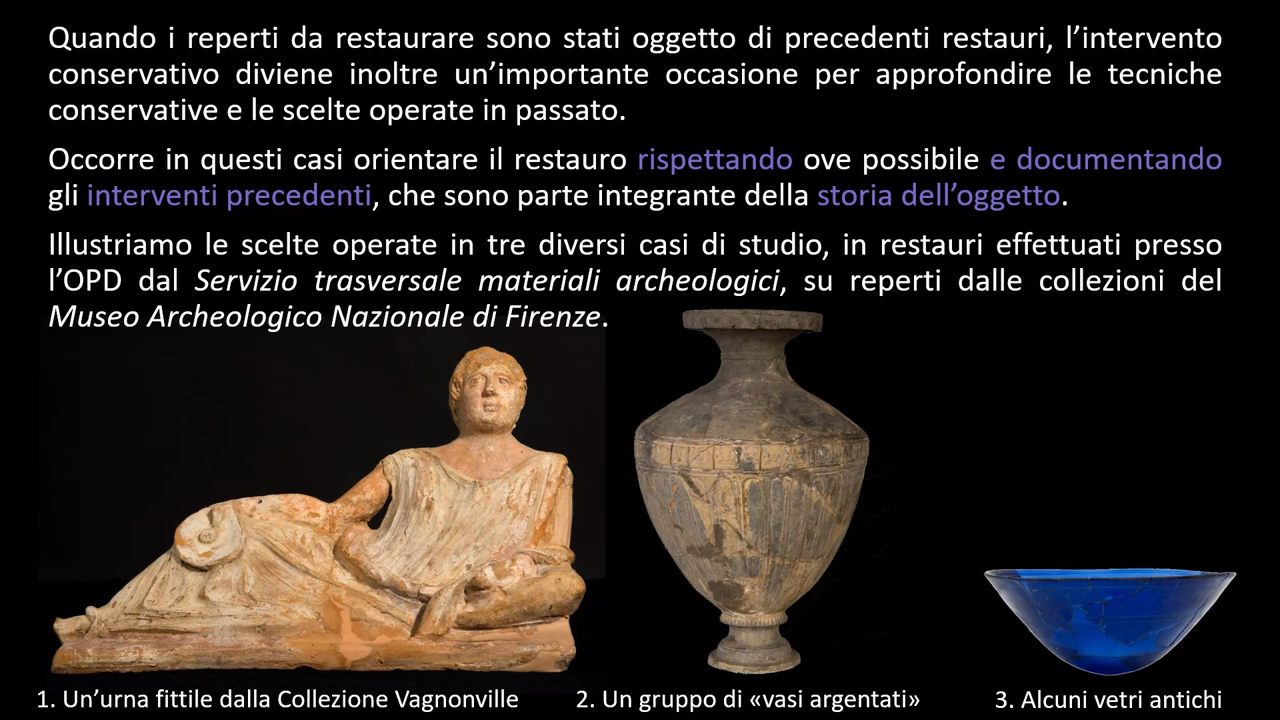 Quando i reperti da restaurare sono stati oggetto di precedenti restauri, l’intervento
conservativo diviene inoltre un’importante occasione per approfondire le tecniche
conservative e le scelte operate in passato.
Occorre in questi casi orientare il restauro rispettando ove possibile e documentando
gli interventi precedenti, che sono parte integrante della storia dell’oggetto.
Illustriamo le scelte operate in tre diversi casi di studio, in restauri effettuati presso
l’OPD dal Servizio trasversale materiali archeologici, su reperti dalle collezioni del
Museo Archeologico Nazionale di Firenze.
1. Un’urna fittile dalla Collezione Vagnonville
2. Un gruppo di «vasi argentati»
3. Alcuni vetri antichi